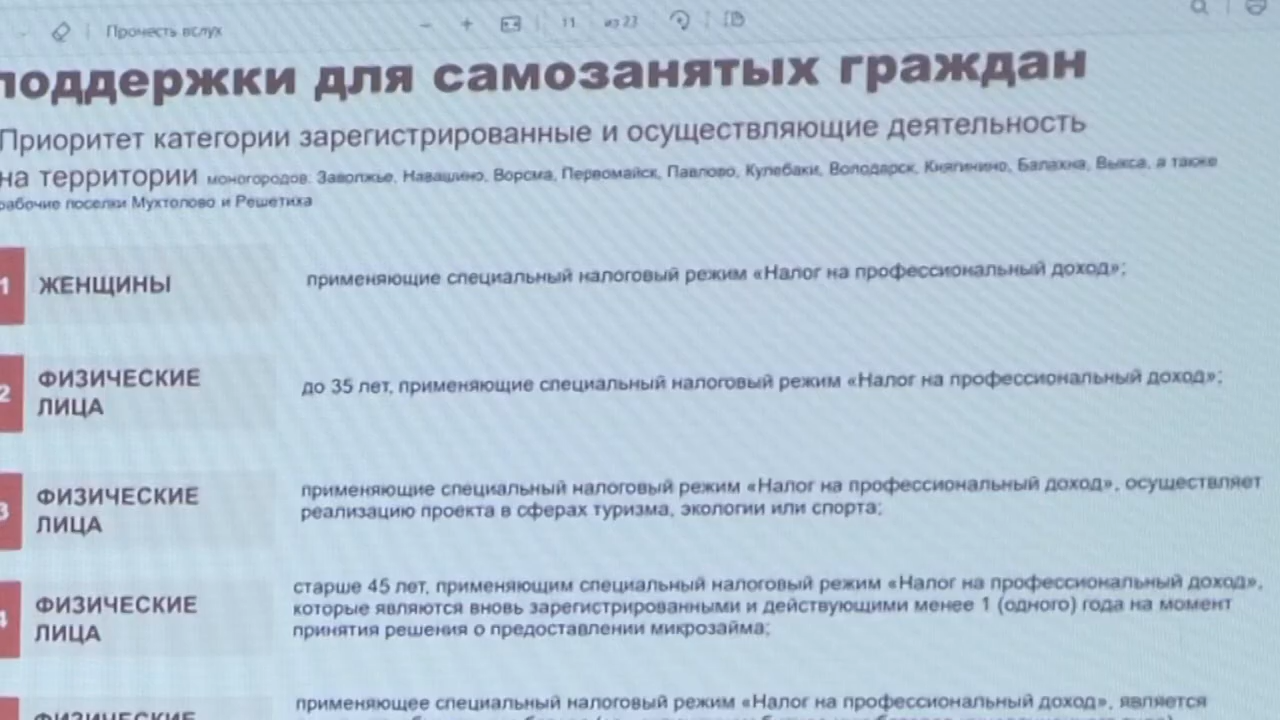 Прочесть вслух
11 из 23
поддержки для самозанятых граждан
Приоритет категории зарегистрированные и осуществляющие деятельность
на территории моногородов: Заволжье, Навашино, Ворсма, Первомайск, Павлово, Кулебаки, Володарск, Княгинино, Балахна, Выкса, а также
рабочие поселки Мухтолово и Решетиха
1 ЖЕНЩИНЫ
применяющие специальный налоговый режим «Налог на профессиональный доход»;
2 ФИЗИЧЕСКИЕ
ЛИЦА
до 35 лет, применяющие специальный налоговый режим «Налог на профессиональный доход»;
3 ФИЗИЧЕСКИЕ
ЛИЦА
применяющие специальный налоговый режим «Налог на профессиональный доход», осуществляет
реализацию проекта в сферах туризма, экологии или спорта;
4 ФИЗИЧЕСКИЕ
ЛИЦА
старше 45 лет, применяющим специальный налоговый режим «Налог на профессиональный доход»,
которые являются вновь зарегистрированными и действующими менее 1 (одного) года на момент
принятия решения о предоставлении микрозайма;
ФИЗИЧЕСКИЕ
применяющее специальный налоговый режим «Налог на профессиональный доход», является